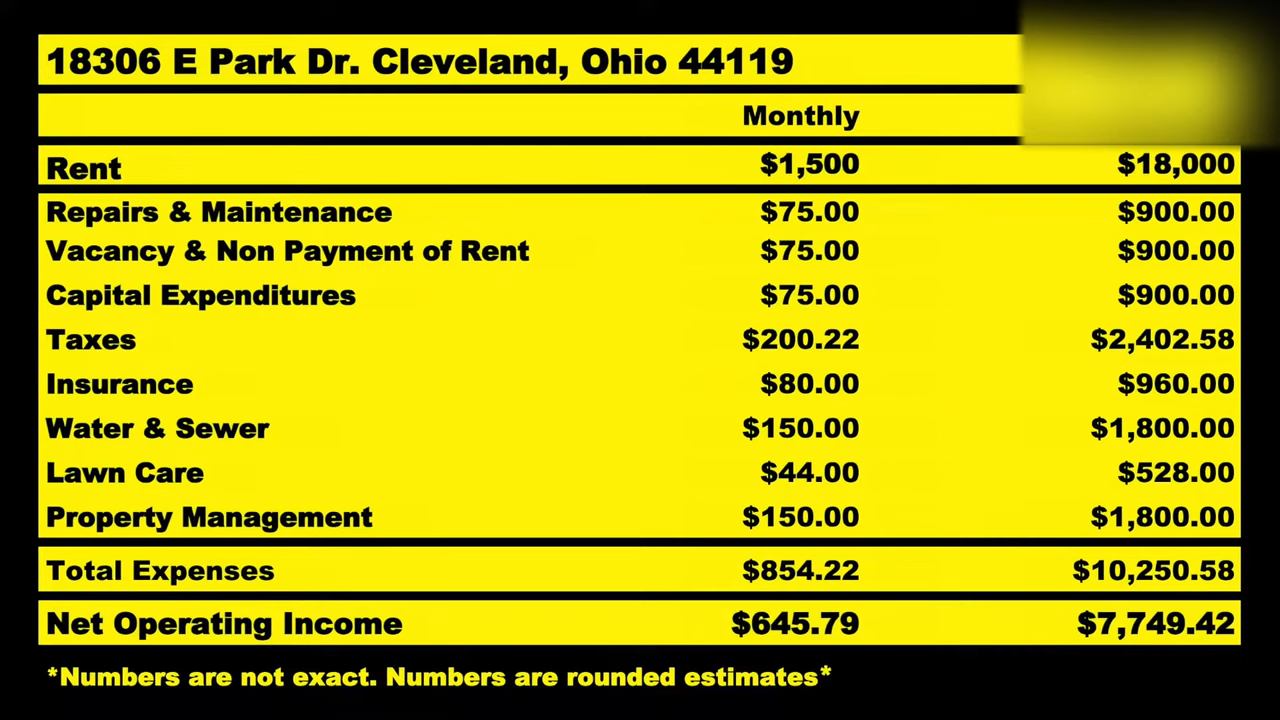 18306 E Park Dr. Cleveland, Ohio 44119
Monthly
Rent $1,500 $18,000
Repairs & Maintenance $75.00 $900.00
Vacancy & Non Payment of Rent $75.00 $900.00
Capital Expenditures $75.00 $900.00
Taxes $200.22 $2,402.58
Insurance $80.00 $960.00
Water & Sewer $150.00 $1,800.00
Lawn Care $44.00 $528.00
Property Management $150.00 $1,800.00
Total Expenses $854.22 $10,250.58
Net Operating Income $645.79 $7,749.42
*Numbers are not exact. Numbers are rounded estimates*